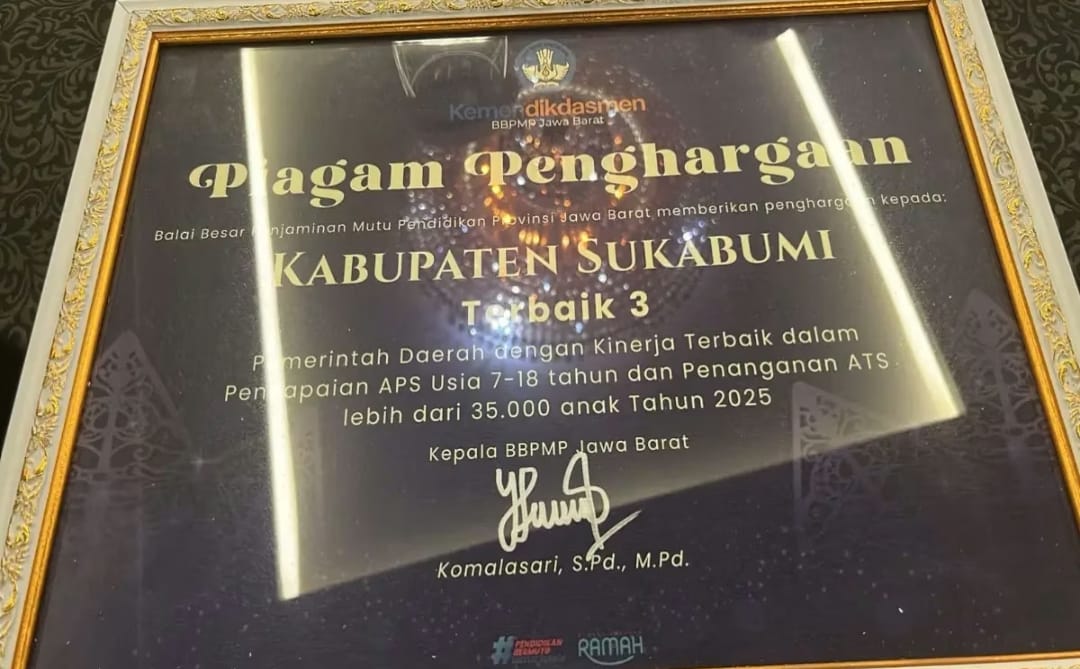 Kemendikdasmen
BBPMP Jawa Barat
Piagam Penghargaan
Balai Besar Penjaminan Mutu Pendidikan Provinsi Jawa Barat memberikan penghargaan kepada:
KABUPATEN SUKABUMI
Terbaik 3
Pemerintah Daerah dengan Kinerja Terbaik dalam
Pencapaian APS Usia 7-18 tahun dan Penanganan ATS
lebih dari 35.000 anak Tahun 2025
Kepala BBPMP Jawa Barat
Komalasari, S.Pd., M.Pd.
#PENDIDIKAN
BERMUTU
RAMAH